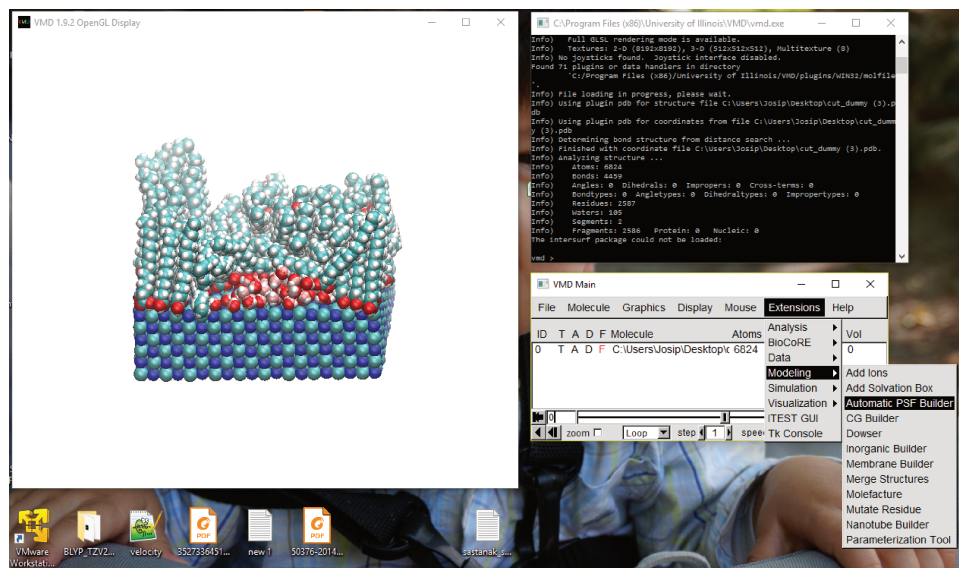 VMD 1.9.2 OpenGL Display
C:\Program Files (x86)\University of Illinois\VMD\vmd.exe
Info)   Full GLSL rendering mode is available.
Info)   Textures: 2-D (8192x8192), 3-D (512x512x512), Multitexture (8)
Info) No joysticks found.  Joystick interface disabled.
Found 71 plugins or data handlers in directory
'C:/Program Files (x86)/University of Illinois/VMD/plugins/WIN32/molfile
'.
Info) File loading in progress, please wait.
Info) Using plugin pdb for structure file C:\Users\Josip\Desktop\cut_dummy (3).p
db
Info) Using plugin pdb for coordinates from file C:\Users\Josip\Desktop\cut_dumm
y (3).pdb
Info) Determining bond structure from distance search ...
Info) Finished with coordinate file C:\Users\Josip\Desktop\cut_dummy (3).pdb.
Info) Analyzing structure ...
Info)    Atoms: 6824
Info)    Bonds: 4459
Info)    Angles: 0  Dihedrals: 0  Impropers: 0  Cross-terms: 0
Info)    Bondtypes: 0  Angletypes: 0  Dihedraltypes: 0  Impropertypes: 0
Info)    Residues: 2587
Info)    Waters: 105
Info)    Segments: 2
Info)    Fragments: 2586   Protein: 0   Nucleic: 0
The intersurf package could not be loaded:
vmd >
VMD Main
File Molecule Graphics Display Mouse Extensions Help
ID T A D F Molecule Atoms Vol
0 T A D F C:\Users\Josip\Desktop\c 6824 0
0
zoom Loop step 1 spee
Analysis
BioCoRE
Data
Modeling
Simulation
Visualization
ITEST GUI
Tk Console
Add Ions
Add Solvation Box
Automatic PSF Builder
CG Builder
Dowser
Inorganic Builder
Membrane Builder
Merge Structures
Molefacture
Mutate Residue
Nanotube Builder
Parameterization Tool
PDF
PDF
VMware Workstati...
BLYP_TZV2...
velocity
3527336451...
new 1
50376-2014...
sastanak_s...